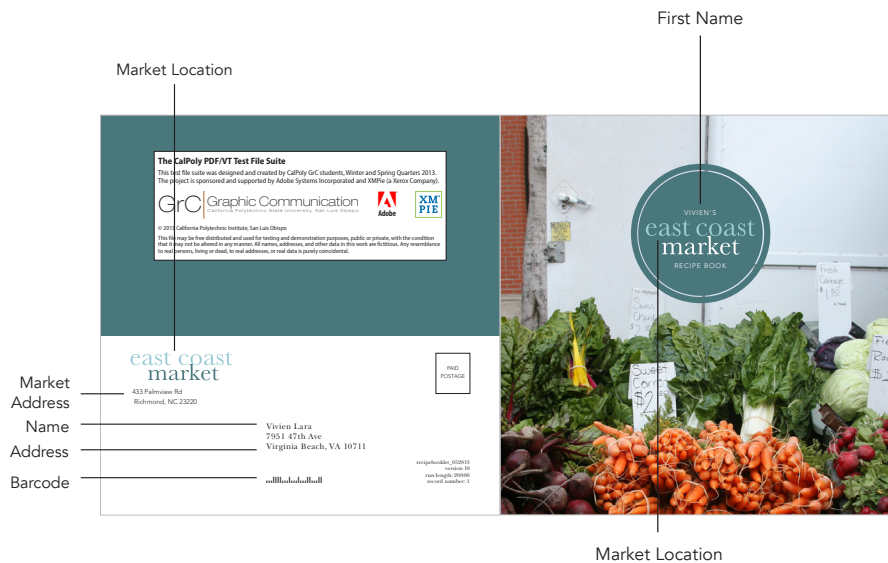 First Name
Market Location
The CalPoly PDF/VT Test File Suite
This test file suite was designed and created by CalPoly GrC students, Winter and Spring Quarters 2013.
The project is sponsored and supported by Adobe Systems Incorporated and XMPie (a Xerox Company).
GrC Graphic Communication
California Polytechnic State University, San Luis Obispo
Adobe
XM
PIE
© 2013 California Polytechnic Institute, San Luis Obispo
This file may be freely distributed and used for testing and demonstration purposes, public or private, with the condition
that it may not be altered in any manner. All names, addresses, and other data in this work are fictitious. Any resemblance
to real persons, living or dead, to real addresses, or real data is purely coincidental.
VIVIEN'S
east coast
market
RECIPE BOOK
Fresh
Cabbage
$1.50
Swiss
Chard
$2
Sweet
Carrot
$2
east coast
market
PAID
POSTAGE
Market
Address
433 Palmview Rd
Richmond, NC 23220
Name
Vivien Lara
7951 47th Ave
Address
Virginia Beach, VA 10711
recipebooklet_052813
version 10
run length: 20000
record number: 1
Barcode
Market Location